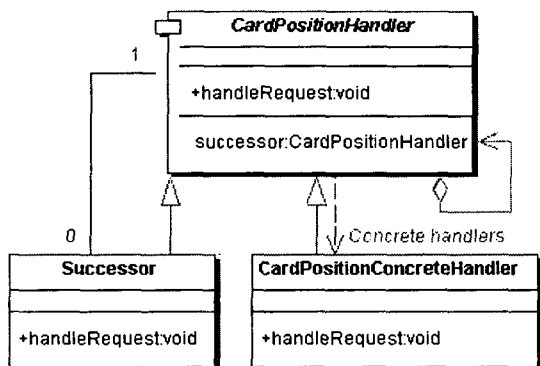 CardPositionHandler
1
+handleRequest:void
successor:CardPositionHandler
0
Concrete handlers
Successor
CardPositionConcreteHandler
+handleRequest:void
+handleRequest:void